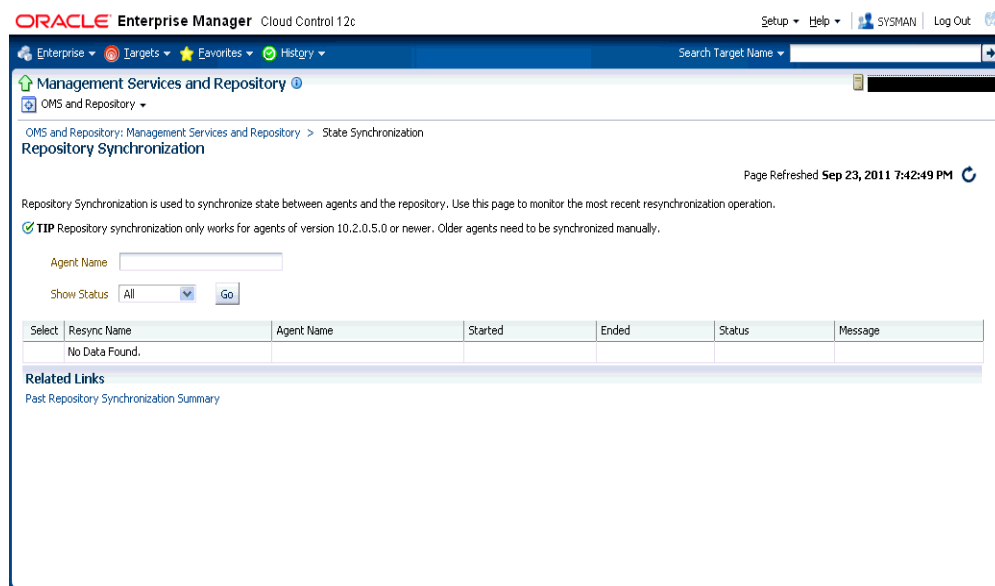 ORACLE Enterprise Manager Cloud Control 12c
Setup Help SYSMAN Log Out
Enterprise Targets Favorites History Search Target Name
Management Services and Repository
OMS and Repository
OMS and Repository: Management Services and Repository > State Synchronization
Repository Synchronization
Page Refreshed Sep 23, 2011 7:42:49 PM
Repository Synchronization is used to synchronize state between agents and the repository. Use this page to monitor the most recent resynchronization operation.
TIP Repository synchronization only works for agents of version 10.2.0.5.0 or newer. Older agents need to be synchronized manually.
Agent Name
Show Status All Go
Select Resync Name Agent Name Started Ended Status Message
No Data Found.
Related Links
Past Repository Synchronization Summary